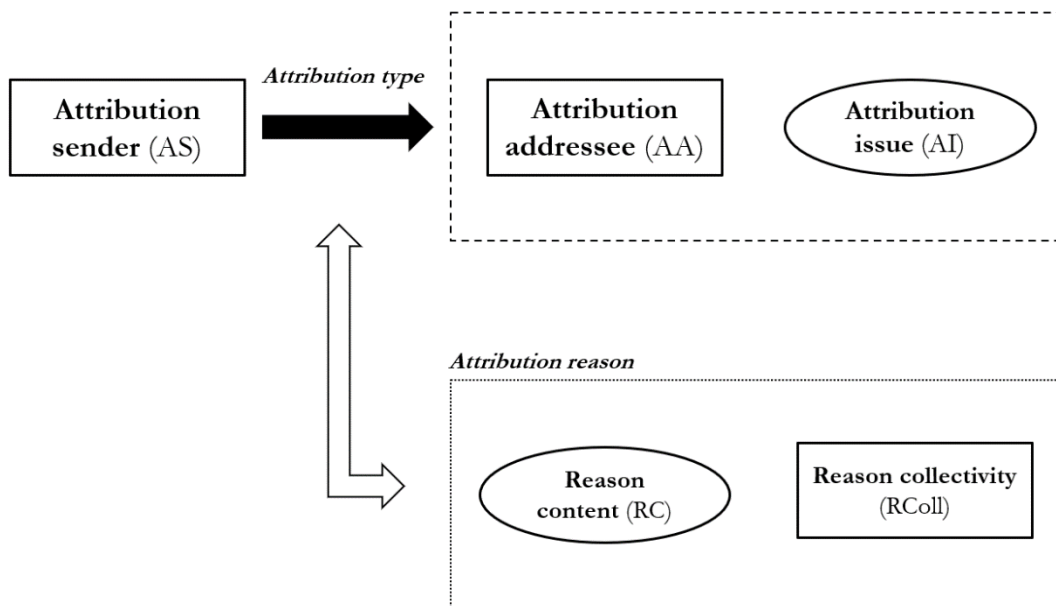 Attribution type
Attribution
sender (AS)
Attribution
addressee (AA)
Attribution
issue (AI)
Attribution reason
Reason
content (RC)
Reason collectivity
(RColl)